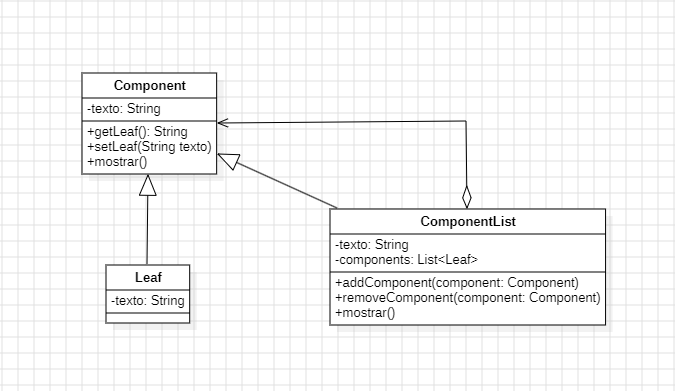 Component
-texto: String
+getLeaf(): String
+setLeaf(String texto)
+mostrar()
ComponentList
-texto: String
-components: List<Leaf>
+addComponent(component: Component)
+removeComponent(component: Component)
+mostrar()
Leaf
-texto: String